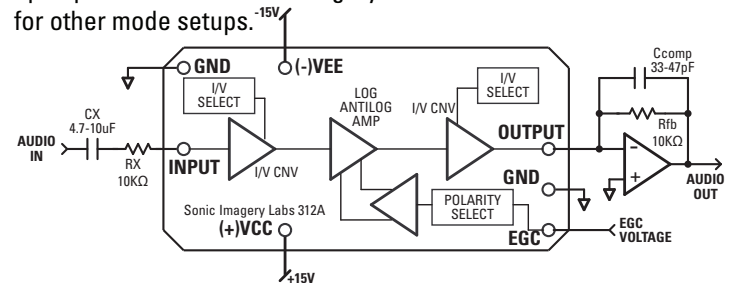 for other mode setups.
-15V
GND
(-)VEE
Ccomp
33-47pF
I/V
SELECT
LOG
ANTILOG
AMP
I/V
SELECT
CX
4.7-10uF
I/V CNV
OUTPUT
Rfb
10KΩ
AUDIO
IN
RX
10KΩ
INPUT
I/V CNV
-
+
GND
AUDIO
OUT
POLARITY
SELECT
Sonic Imagery Labs 312A
(+)VCC
EGC
EGC
VOLTAGE
+15V